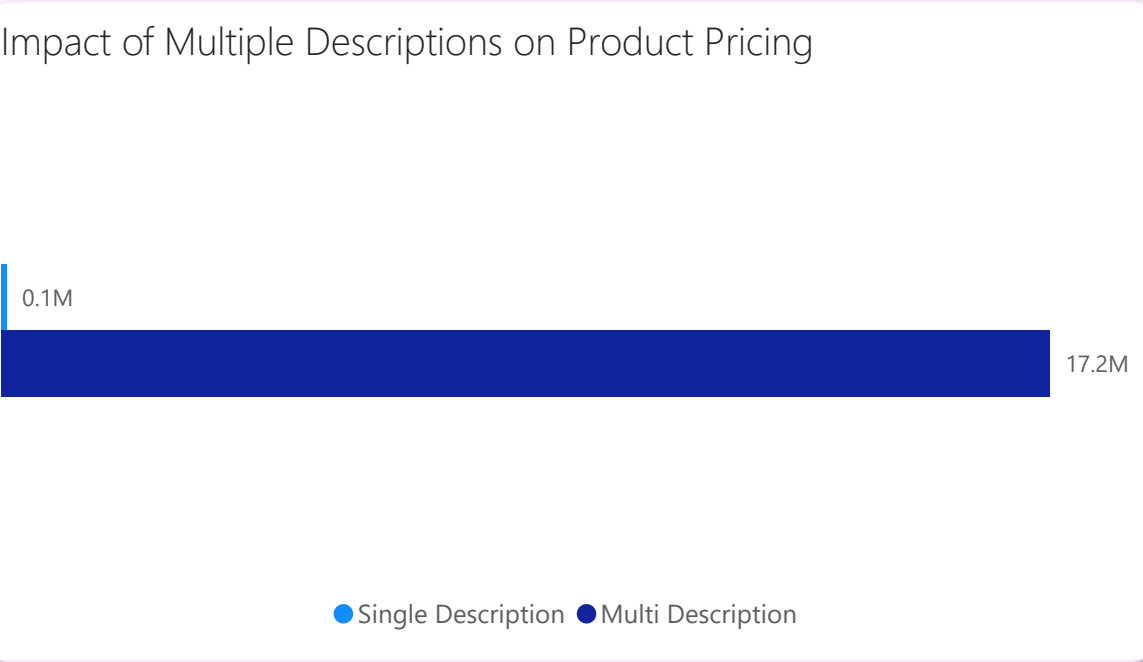 Impact of Multiple Descriptions on Product Pricing
0.1M
17.2M
Single Description Multi Description